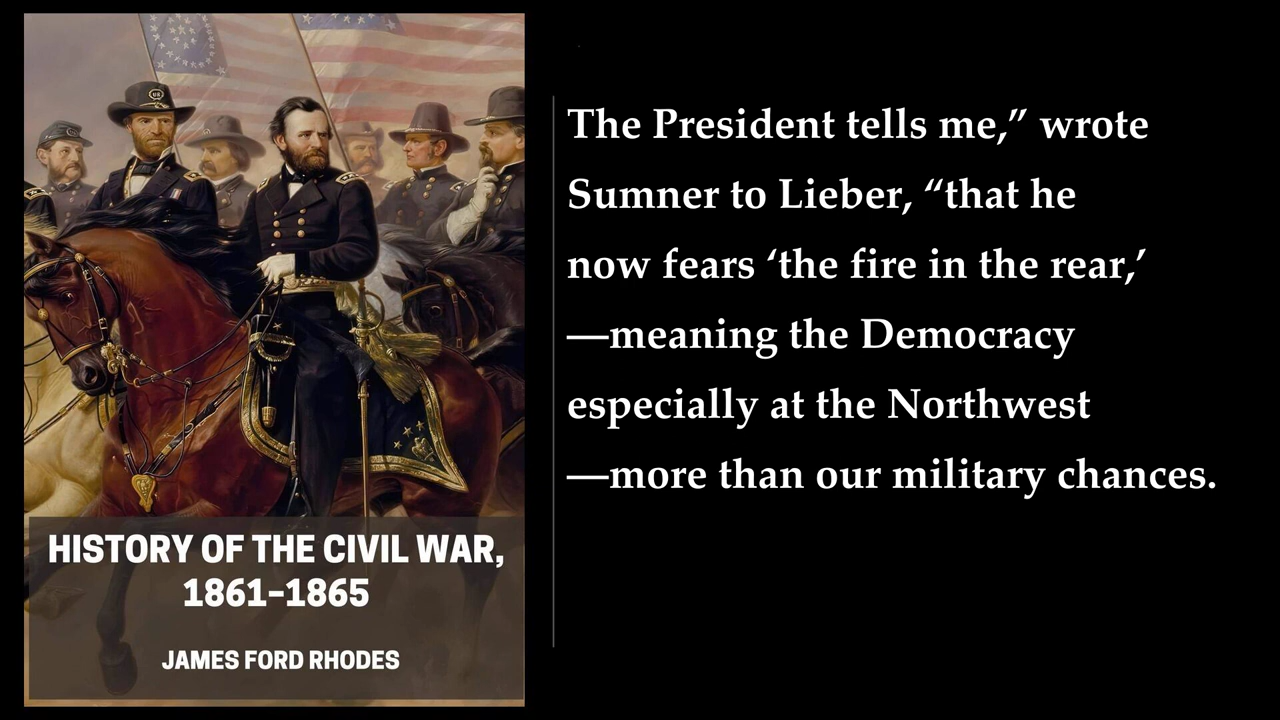 HISTORY OF THE CIVIL WAR,
1861–1865
JAMES FORD RHODES
The President tells me,” wrote
Sumner to Lieber, “that he
now fears ‘the fire in the rear,’
—meaning the Democracy
especially at the Northwest
—more than our military chances.